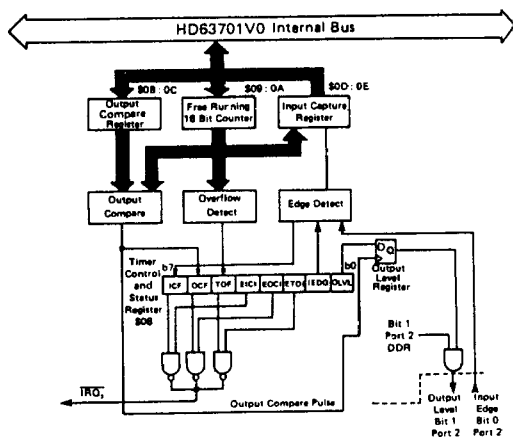 HD63701V0 Internal Bus
$0B : 0C
$09 : 0A
$0D : 0E
Output
Compare
Register
Free Running
16 Bit Counter
Input Capture
Register
Output
Compare
Overflow
Detect
Edge Detect
Timer
Control
and
Status
Register
$08
b7
b0
ICF
OCF
TOF
EICI
EOCI
ETOI
IEDG
OLVL
D
Q
Output
Level
Register
Bit 1
Port 2
DDR
IRQ₂
Output Compare Pulse
Output
Level
Bit 1
Port 2
Input
Edge
Bit 0
Port 2